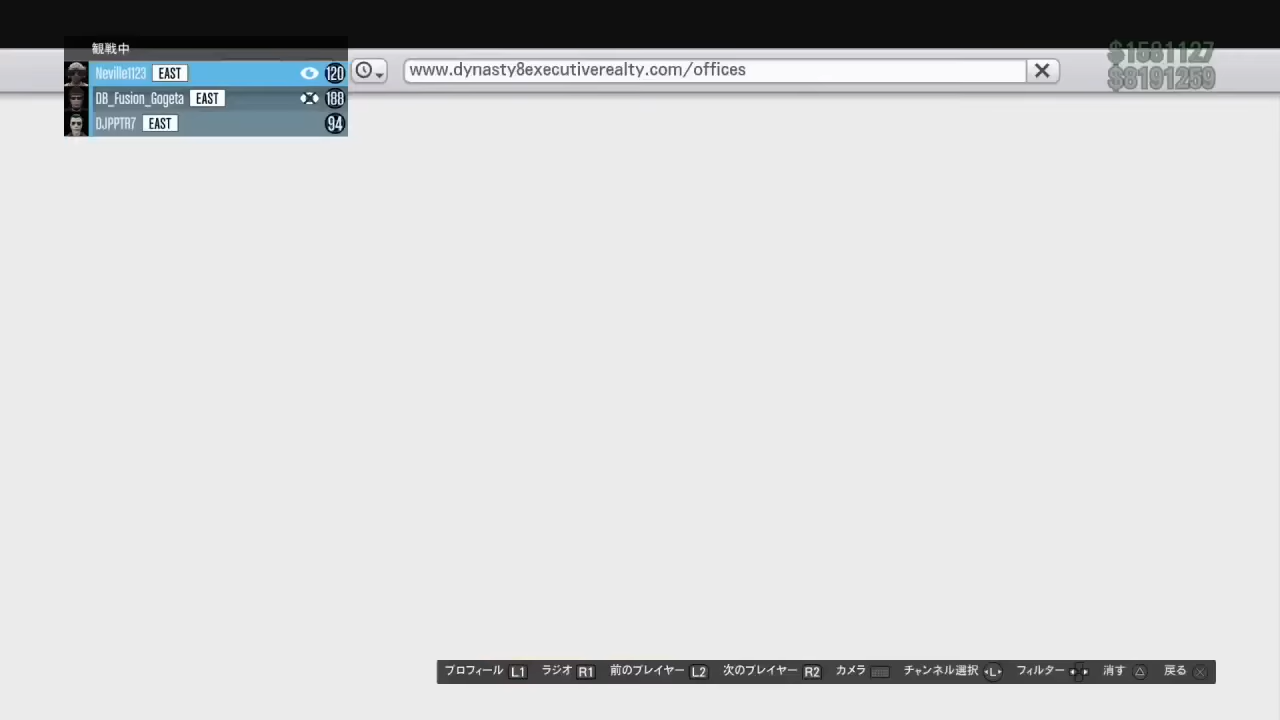 観戦中
Neville1123 EAST 120
DB_Fusion_Gogeta EAST 188
DJPPTR7 EAST 94
www.dynasty8executiverealty.com/offices
$1581127
$8191259
プロフィール L1 ラジオ R1 前のプレイヤー L2 次のプレイヤー R2 カメラ チャンネル選択 L フィルター 消す 戻る